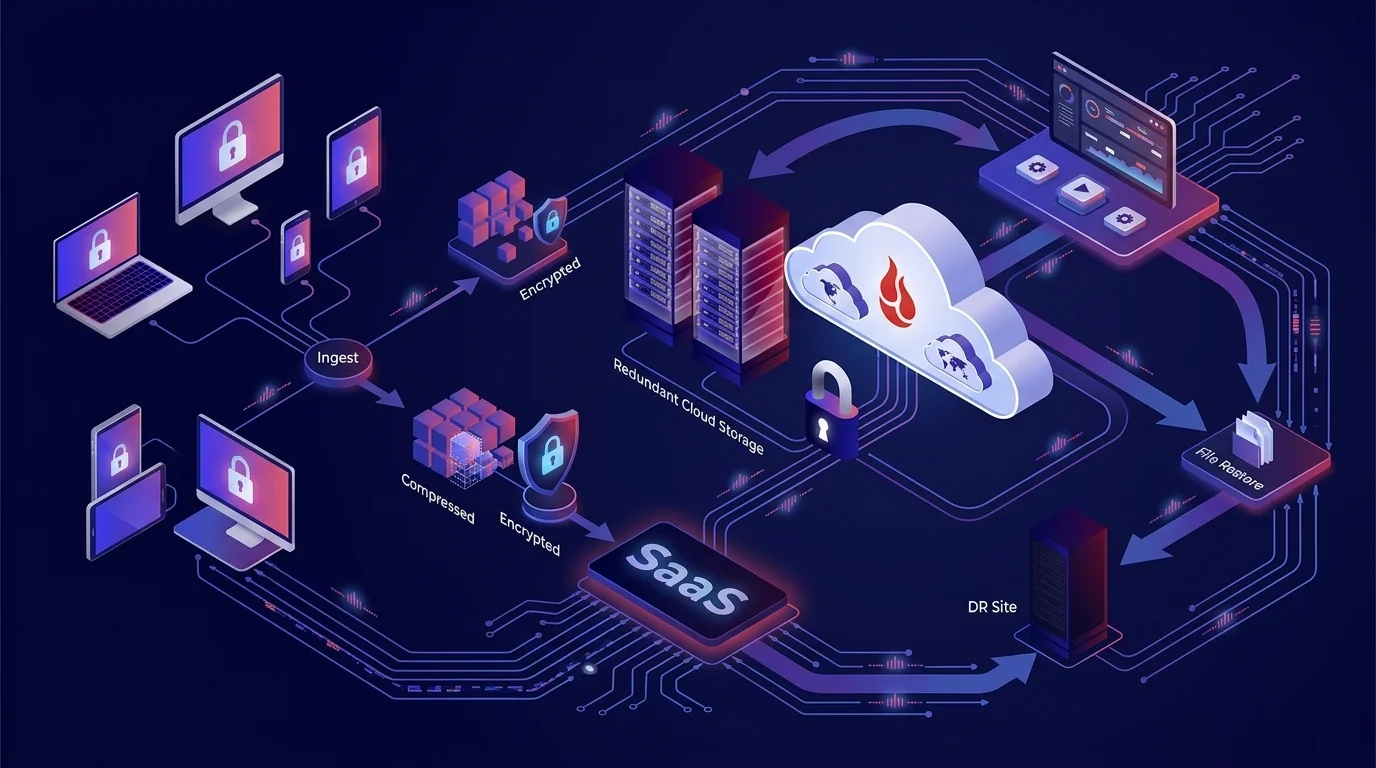 Encrypted
Ingest
Redundant Cloud Storage
Compressed
Encrypted
File Restore
SaaS
DR Site